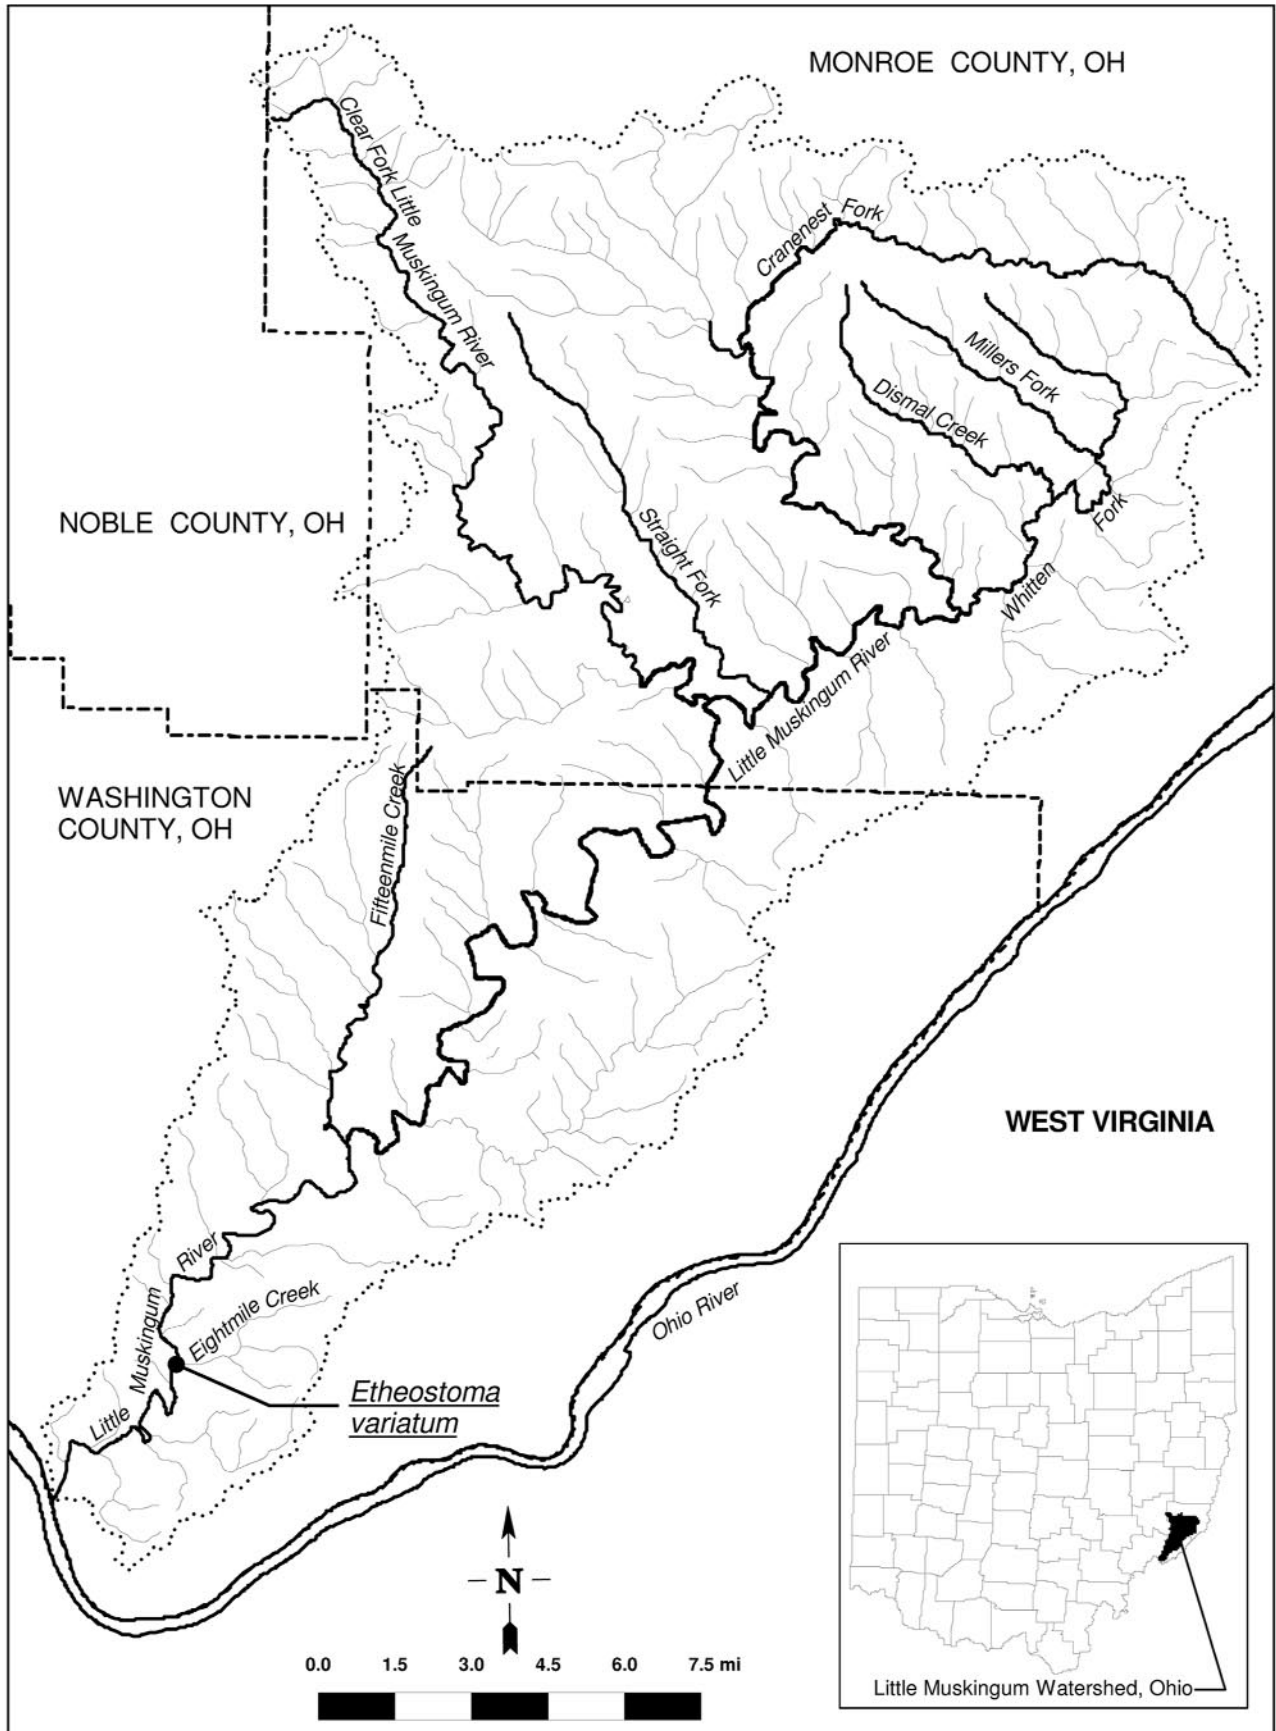 MONROE COUNTY, OH
Clear Fork Little
Muskingum River
Cranenest
Fork
Millers Fork
Dismal Creek
NOBLE COUNTY, OH
Straight Fork
Fork
Whitten
Little Muskingum River
WASHINGTON
COUNTY, OH
Fifteenmile Creek
WEST VIRGINIA
River
Muskingum
Little
Eightmile Creek
Ohio River
Etheostoma
variatum
N
0.0 1.5 3.0 4.5 6.0 7.5 mi
Little Muskingum Watershed, Ohio